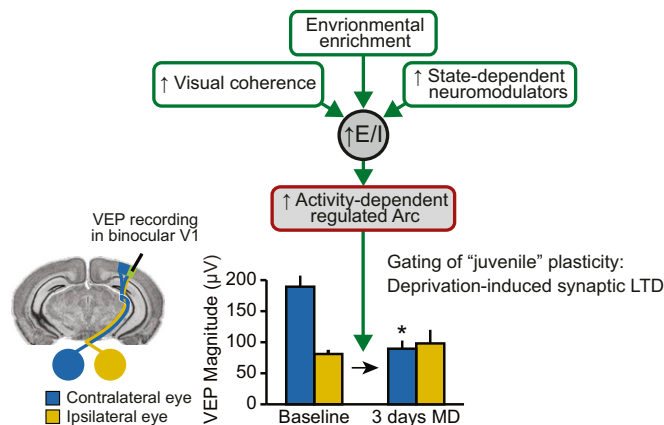 Envrionmental
enrichment
↑ Visual coherence
↑ State-dependent
neuromodulators
↑E/I
↑ Activity-dependent
regulated Arc
VEP recording
in binocular V1
Gating of “juvenile” plasticity:
Deprivation-induced synaptic LTD
VEP Magnitude (µV)
200
150
100
50
0
*
Baseline
3 days MD
Contralateral eye
Ipsilateral eye